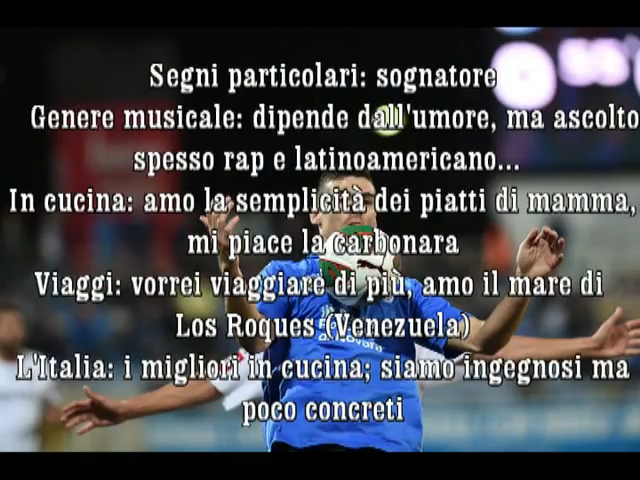 Segni particolari: sognatore
Genere musicale: dipende dall'umore, ma ascolto
spesso rap e latinoamericano...
In cucina: amo la semplicità dei piatti di mamma,
mi piace la carbonara
Viaggi: vorrei viaggiare di più, amo il mare di
Los Roques (Venezuela)
L'Italia: i migliori in cucina; siamo ingegnosi ma
poco concreti